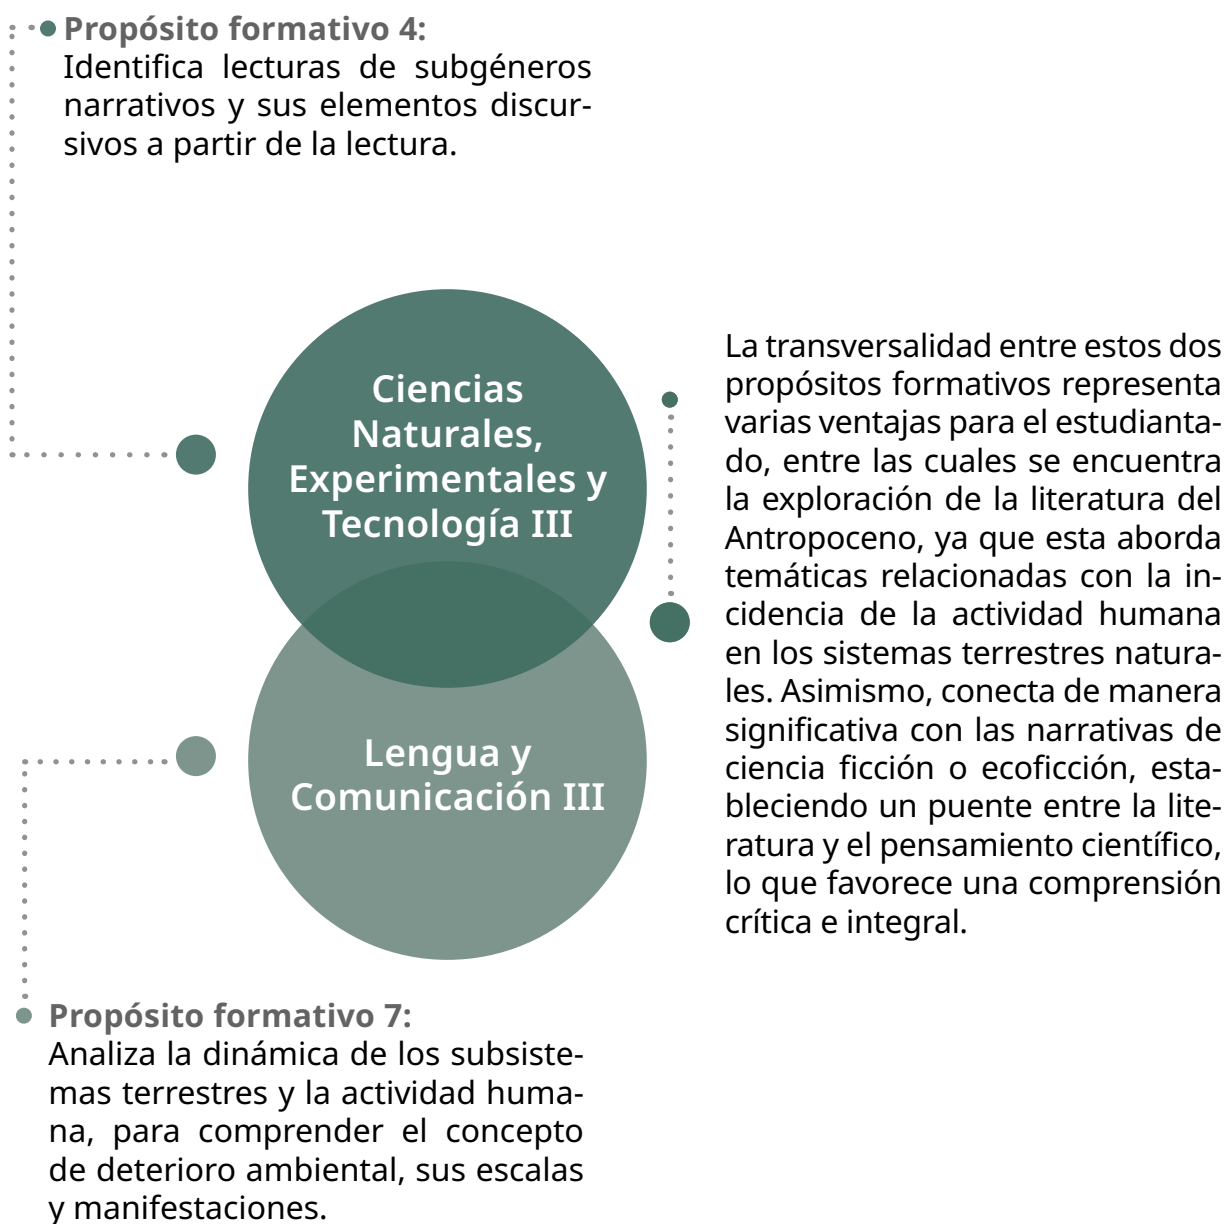 Propósito formativo 4:
Identifica lecturas de subgéneros
narrativos y sus elementos discur-
sivos a partir de la lectura.
Ciencias
Naturales,
Experimentales y
Tecnología III
Lengua y
Comunicación III
La transversalidad entre estos dos
propósitos formativos representa
varias ventajas para el estudianta-
do, entre las cuales se encuentra
la exploración de la literatura del
Antropoceno, ya que esta aborda
temáticas relacionadas con la in-
cidencia de la actividad humana
en los sistemas terrestres natura-
les. Asimismo, conecta de manera
significativa con las narrativas de
ciencia ficción o ecoficción, esta-
bleciendo un puente entre la lite-
ratura y el pensamiento científico,
lo que favorece una comprensión
crítica e integral.
Propósito formativo 7:
Analiza la dinámica de los subsiste-
mas terrestres y la actividad huma-
na, para comprender el concepto
de deterioro ambiental, sus escalas
y manifestaciones.